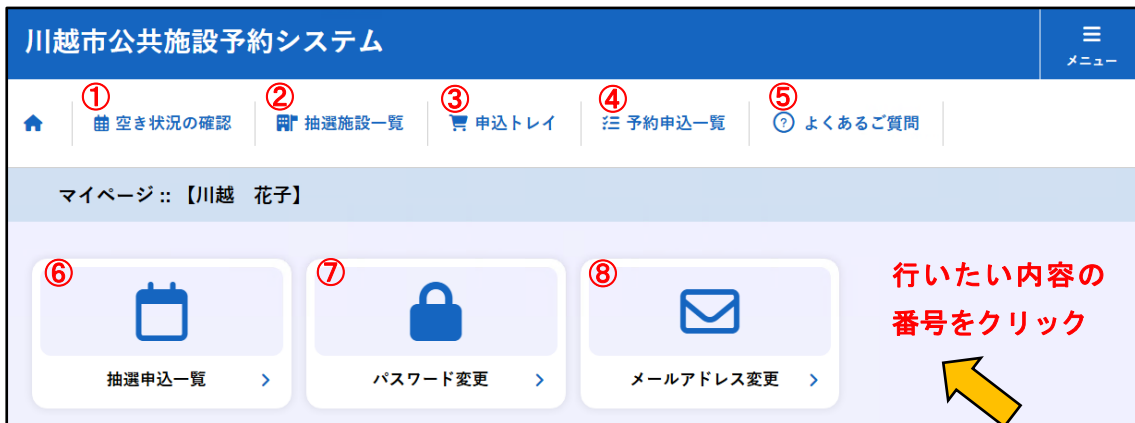 川越市公共施設予約システム
メニュー
① ② ③ ④ ⑤
空き状況の確認 抽選施設一覧 申込トレイ 予約申込一覧 ? よくあるご質問
マイページ :: 【川越 花子】
⑥ ⑦ ⑧
行いたい内容の
番号をクリック
抽選申込一覧 > パスワード変更 > メールアドレス変更 >